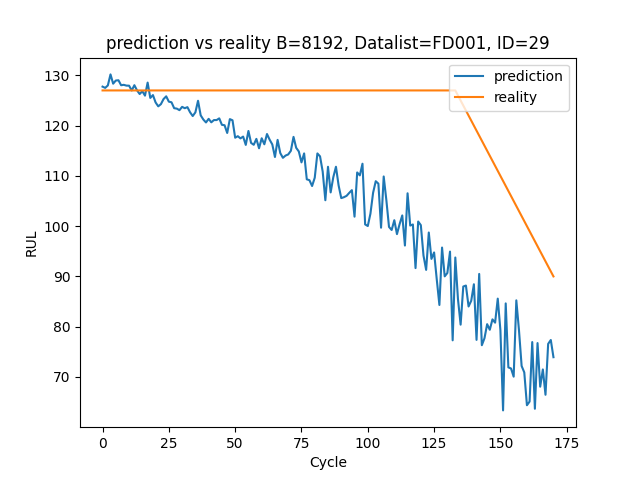 prediction vs reality B=8192, Datalist=FD001, ID=29
prediction
reality
130
120
110
100
90
80
70
RUL
0 25 50 75 100 125 150 175
Cycle